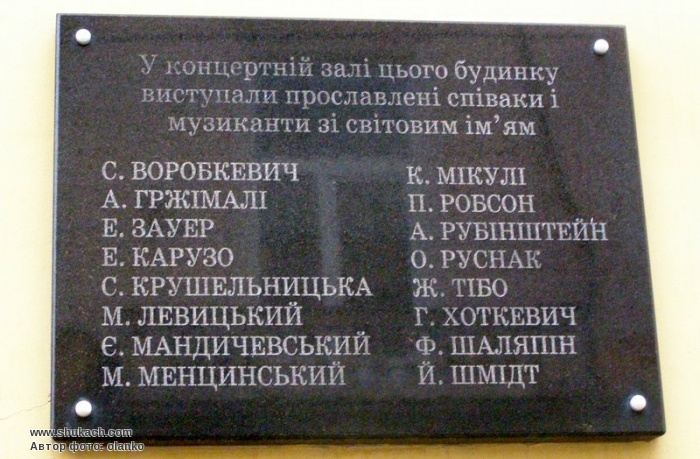 У концертній залі цього будинку
виступали прославлені співаки і
музиканти зі світовим ім’ям
С. ВОРОБКЕВИЧ
А. ГРЖІМАЛІ
Е. ЗАУЕР
Е. КАРУЗО
С. КРУШЕЛЬНИЦЬКА
М. ЛЕВИЦЬКИЙ
Є. МАНДИЧЕВСЬКИЙ
М. МЕНЦИНСЬКИЙ
К. МІКУЛІ
П. РОБСОН
А. РУБІНШТЕЙН
О. РУСНАК
Ж. ТІБО
Г. ХОТКЕВИЧ
Ф. ШАЛЯПІН
Й. ШМІДТ
www.shukach.com
Автор фото: olanko